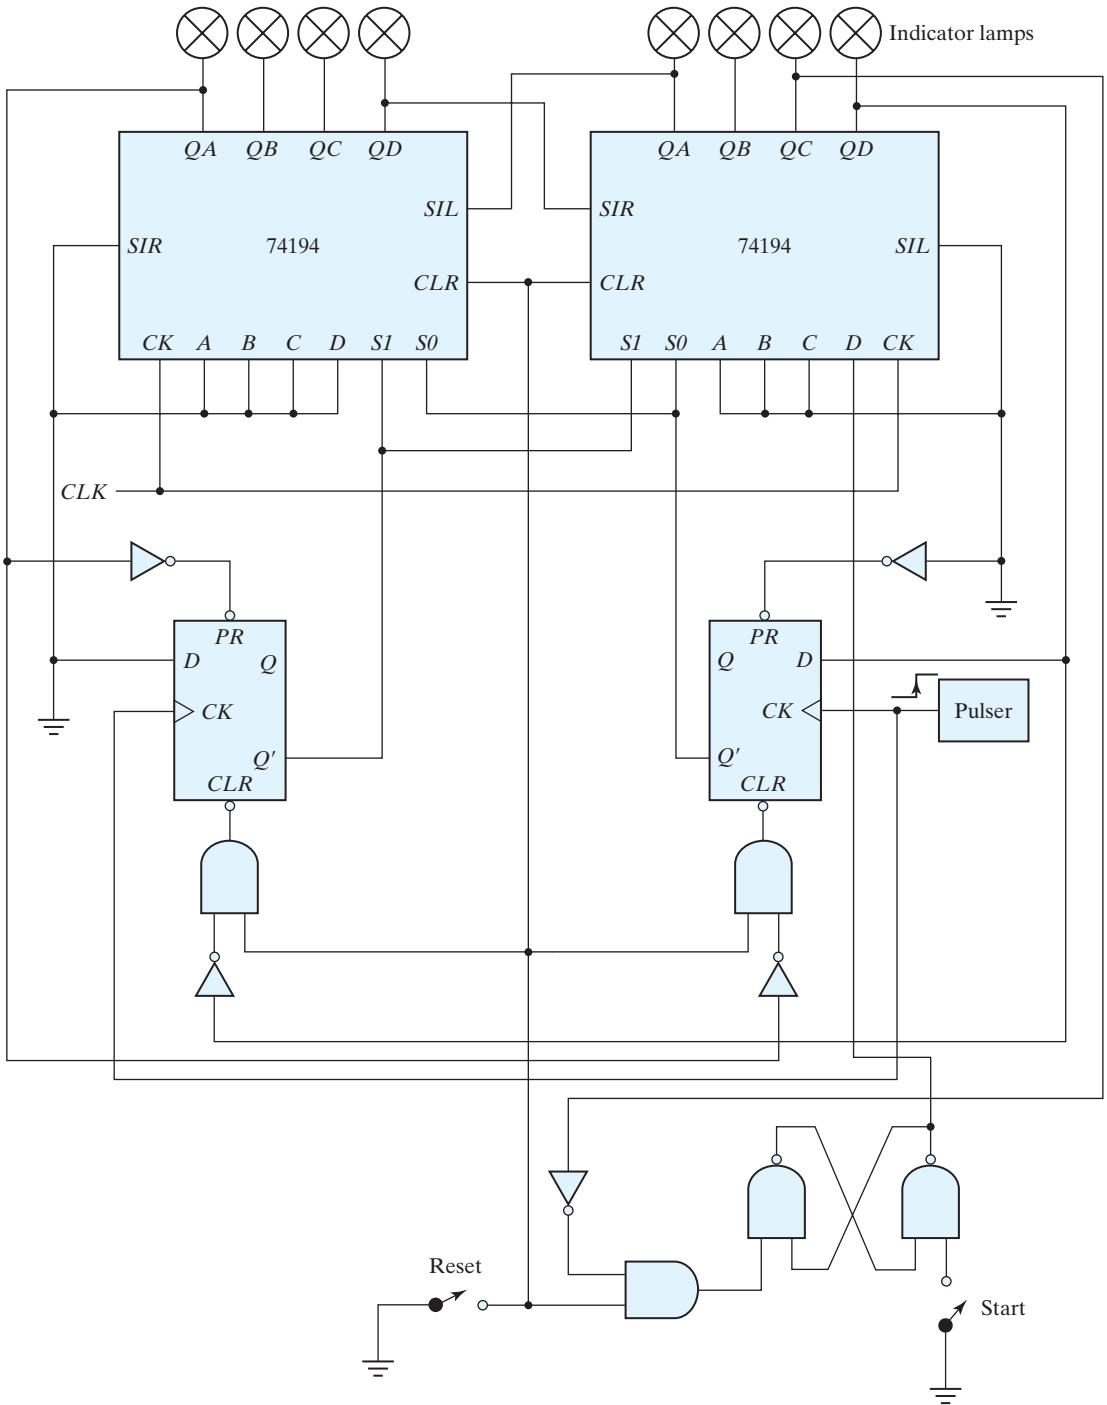 Indicator lamps
QA QB QC QD
QA QB QC QD
SIL
SIR
SIR
74194
74194
SIL
CLR
CLR
CK A B C D S1 S0
S1 S0 A B C D CK
CLK
PR
PR
D Q
Q D
CK
CK
Pulser
Q'
Q'
CLR
CLR
Reset
Start